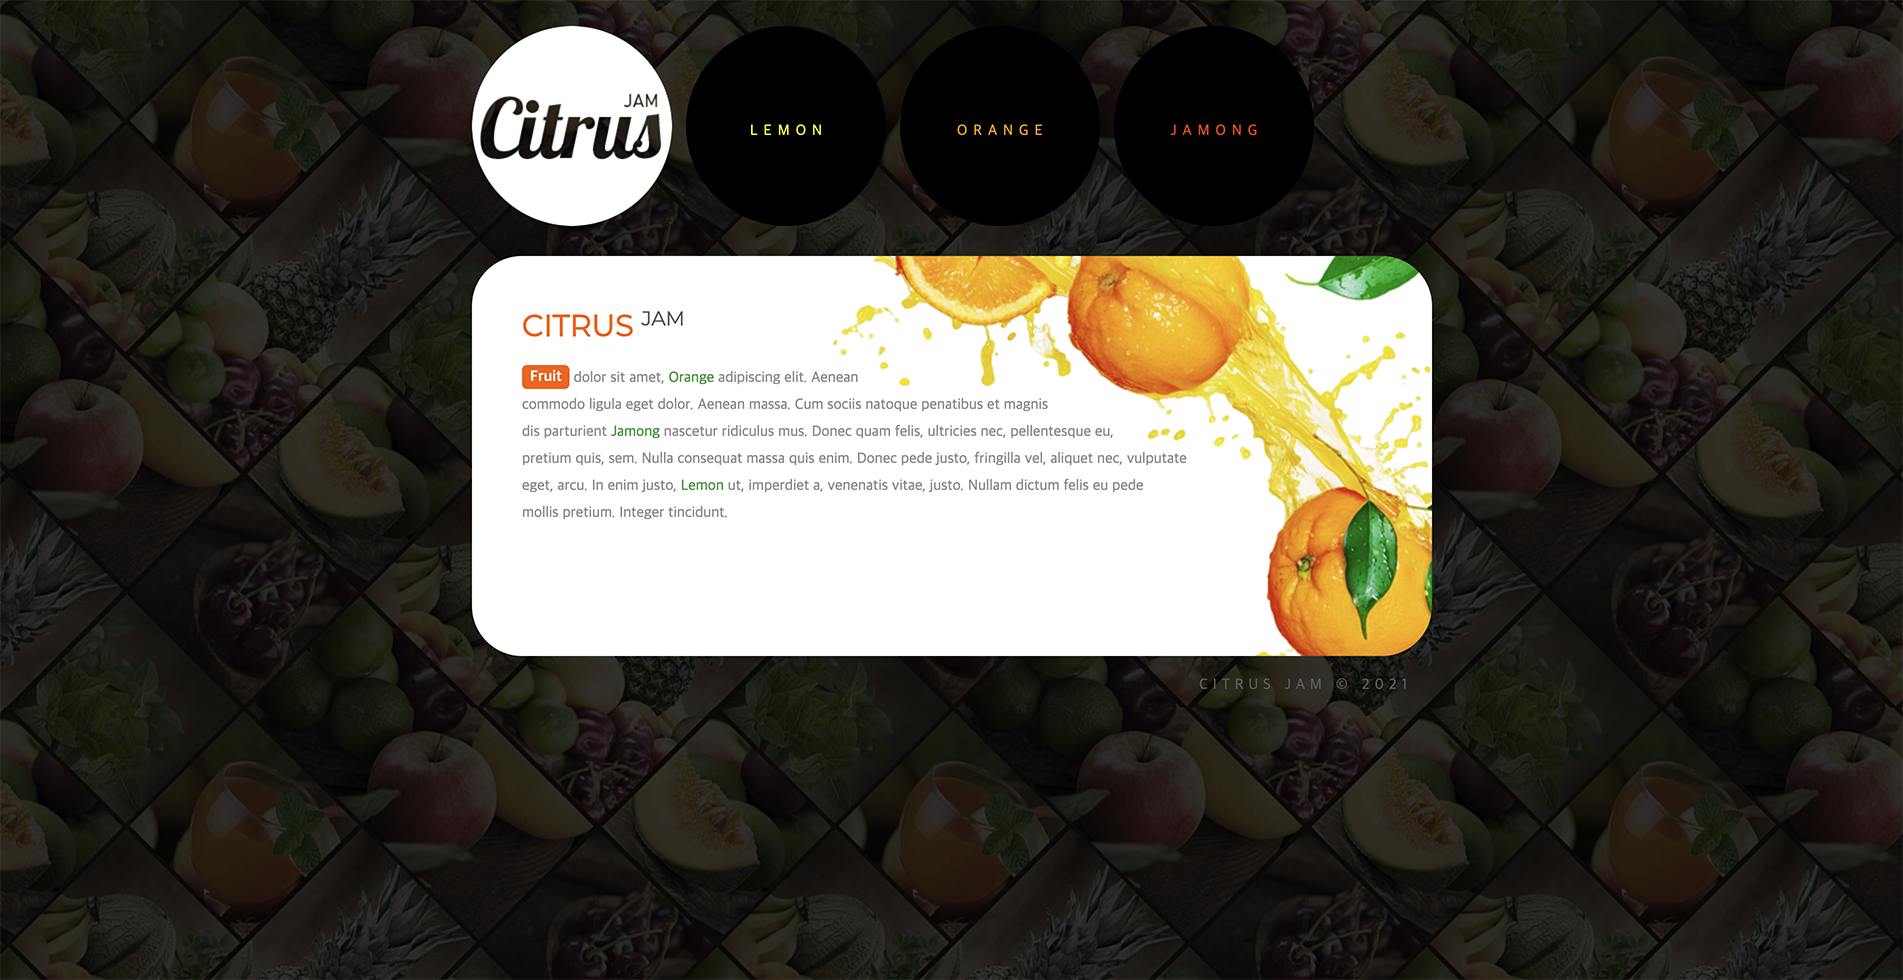 JAM
Citrus
LEMON
ORANGE
JAMONG
CITRUS JAM
Fruit dolor sit amet, Orange adipiscing elit. Aenean
commodo ligula eget dolor. Aenean massa. Cum sociis natoque penatibus et magnis
dis parturient Jamong nascetur ridiculus mus. Donec quam felis, ultricies nec, pellentesque eu,
pretium quis, sem. Nulla consequat massa quis enim. Donec pede justo, fringilla vel, aliquet nec, vulputate
eget, arcu. In enim justo, Lemon ut, imperdiet a, venenatis vitae, justo. Nullam dictum felis eu pede
mollis pretium. Integer tincidunt.
CITRUS JAM © 2021